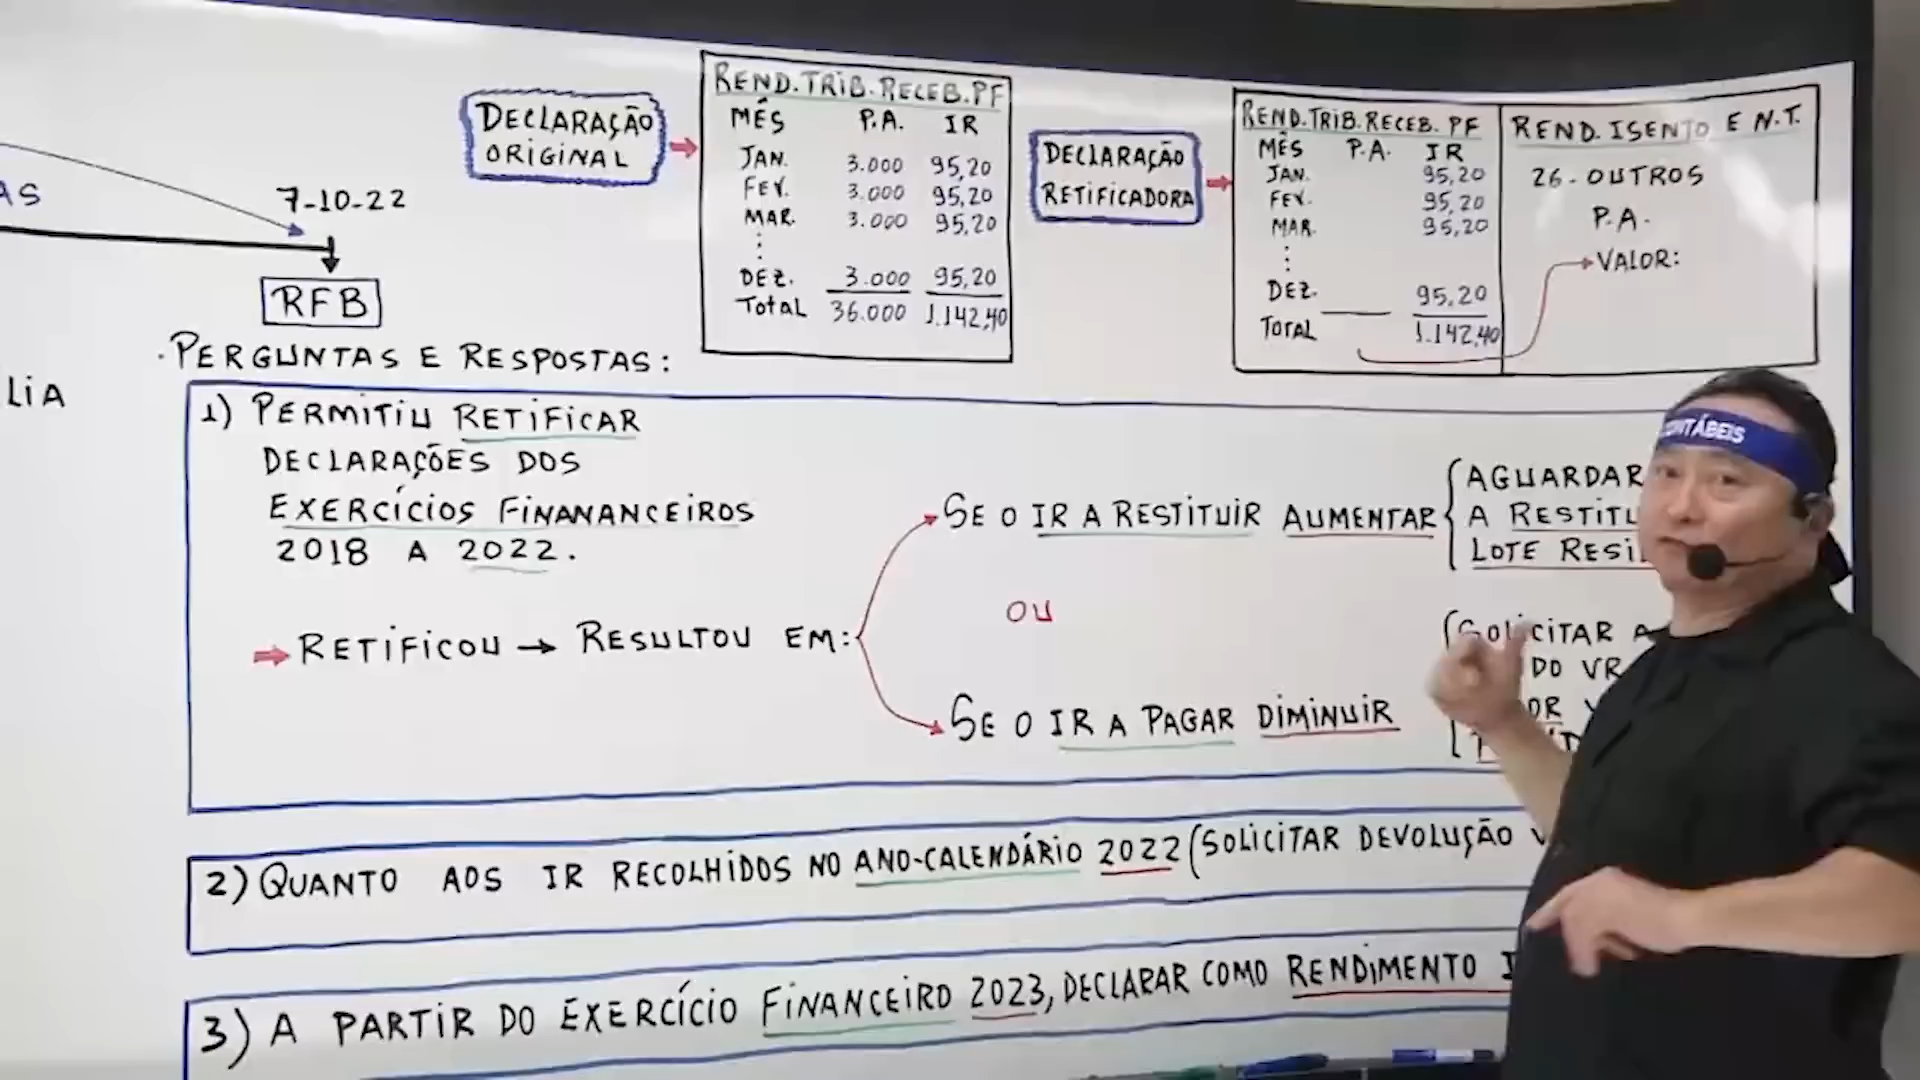 REND.TRIB.RECEB.PF
DECLARAÇÃO
ORIGINAL
MÊS P.A. IR
JAN. 3.000 95,20
FEV. 3.000 95,20
MAR. 3.000 95,20
DEZ. 3.000 95,20
TOTAL 36.000 1.142,40
DECLARAÇÃO
RETIFICADORA
REND.TRIB.RECEB. PF
MÊS P.A. IR
JAN. 95,20
FEV. 95,20
MAR. 95,20
DEZ. 95,20
TOTAL 1.142,40
REND. ISENTO E N.T.
26-OUTROS
P.A.
VALOR:
AS
7-10-22
RFB
LIA
PERGUNTAS E RESPOSTAS:
1) PERMITIU RETIFICAR
DECLARAÇÕES DOS
EXERCÍCIOS FINANANCEIROS
2018 A 2022.
RETIFICOU → RESULTOU EM:
SE O IR A RESTITUIR AUMENTAR
AGUARDAR
A RESTITU
LOTE RESI
OU
SE O IR A PAGAR DIMINUIR
SOLICITAR A
DO VR
2) QUANTO AOS IR RECOLHIDOS NO ANO-CALENDÁRIO 2022 (SOLICITAR DEVOLUÇÃO
3) A PARTIR DO EXERCÍCIO FINANCEIRO 2023, DECLARAR COMO RENDIMENTO I
CONTÁBEIS